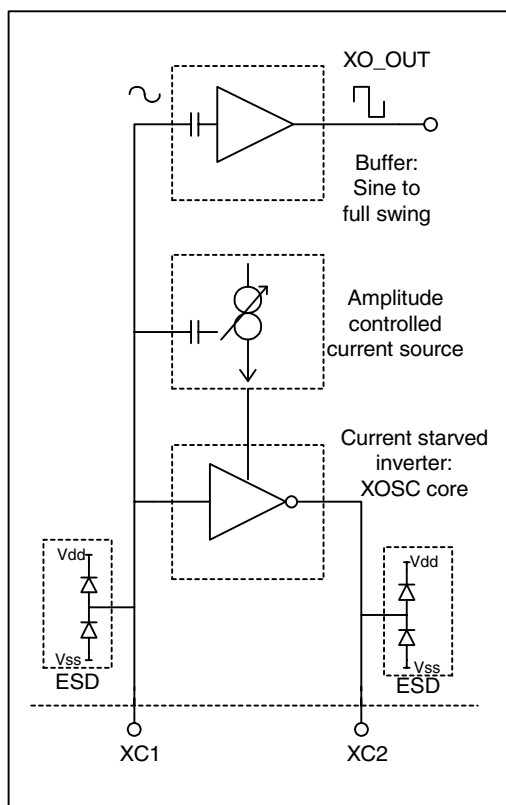 XO_OUT
Buffer:
Sine to
full swing
Amplitude
controlled
current source
Current starved
inverter:
XOSC core
Vdd
Vss
ESD
Vdd
Vss
ESD
XC1
XC2